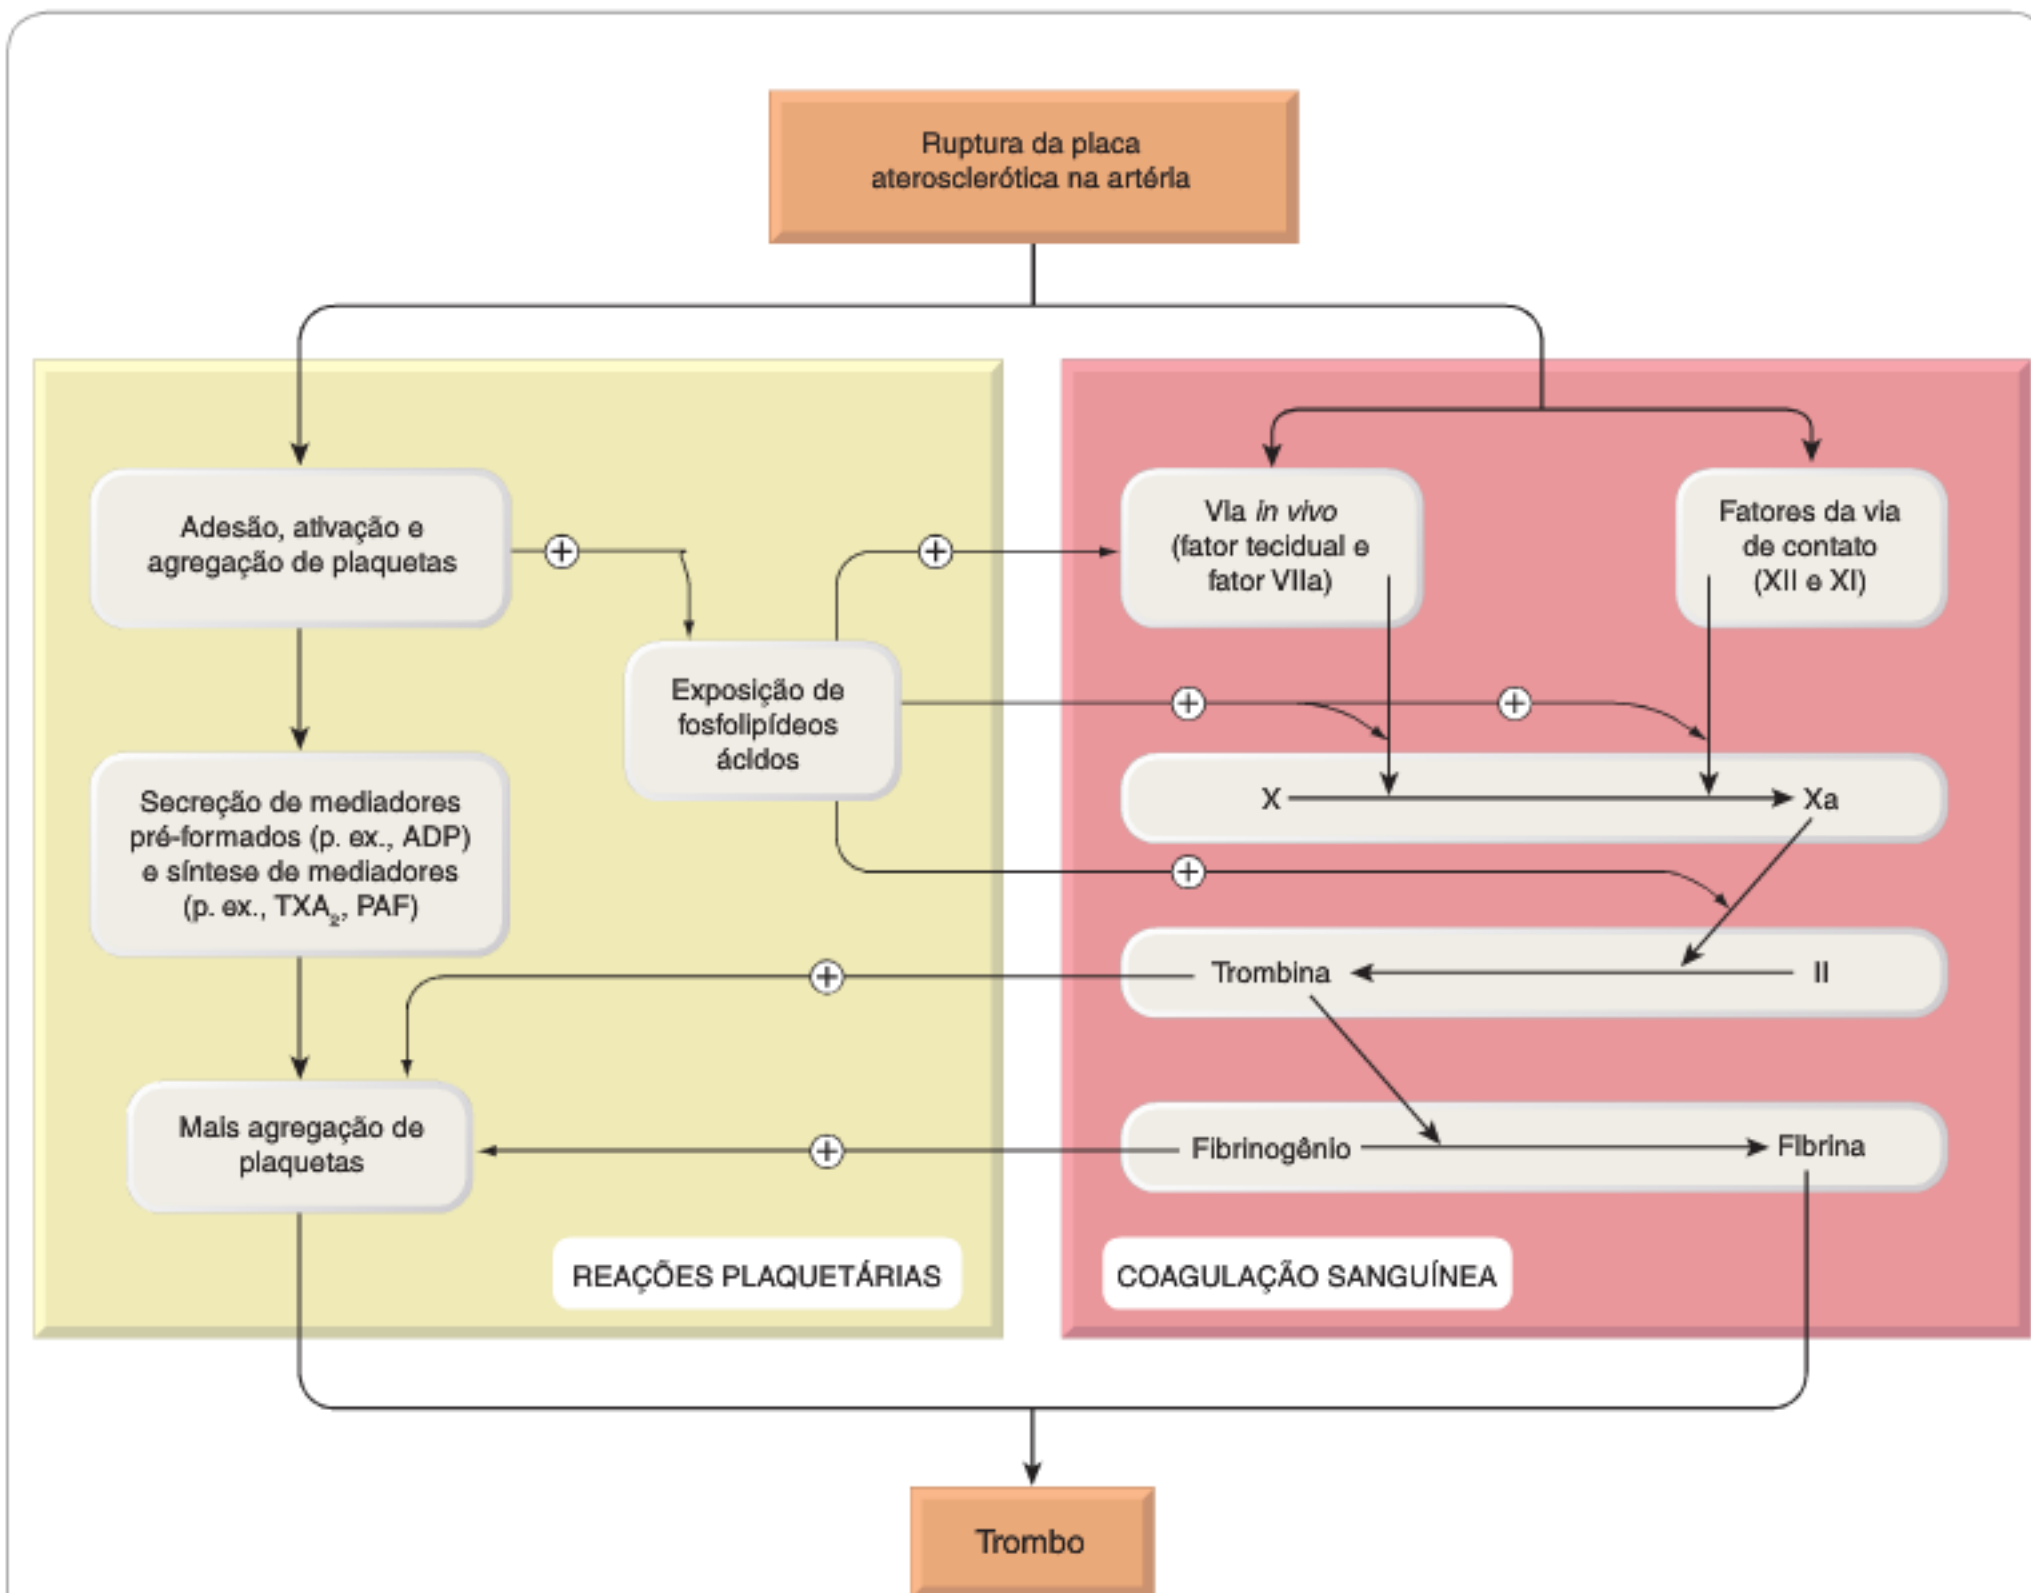 Ruptura da placa
aterosclerótica na artéria
Adesão, ativação e
agregação de plaquetas
Via in vivo
(fator tecidual e
fator VIIa)
Fatores da via
de contato
(XII e XI)
Exposição de
fosfolipídeos
ácidos
Secreção de mediadores
pré-formados (p. ex., ADP)
e síntese de mediadores
(p. ex., TXA₂, PAF)
X
Xa
Trombina
II
Mais agregação de
plaquetas
Fibrinogênio
Fibrina
REAÇÕES PLAQUETÁRIAS
COAGULAÇÃO SANGUÍNEA
Trombo